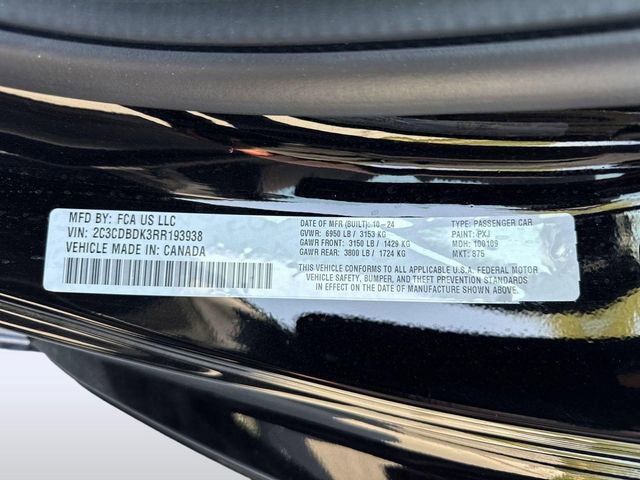 MFD BY: FCA US LLC
VIN: 2C3CDBDK3RR193938
VEHICLE MADE IN: CANADA
DATE OF MFR (BUILT): 10-24
GVWR: 6950 LB / 3153 KG
GAWR FRONT: 3150 LB / 1429 KG
GAWR REAR: 3800 LB / 1724 KG
TYPE: PASSENGER CAR
PAINT: PXJ
MDH: 100109
MKT: 876
THIS VEHICLE CONFORMS TO ALL APPLICABLE U.S.A. FEDERAL MOTOR
VEHICLE SAFETY, BUMPER, AND THEFT PREVENTION STANDARDS
IN EFFECT ON THE DATE OF MANUFACTURE SHOWN ABOVE.